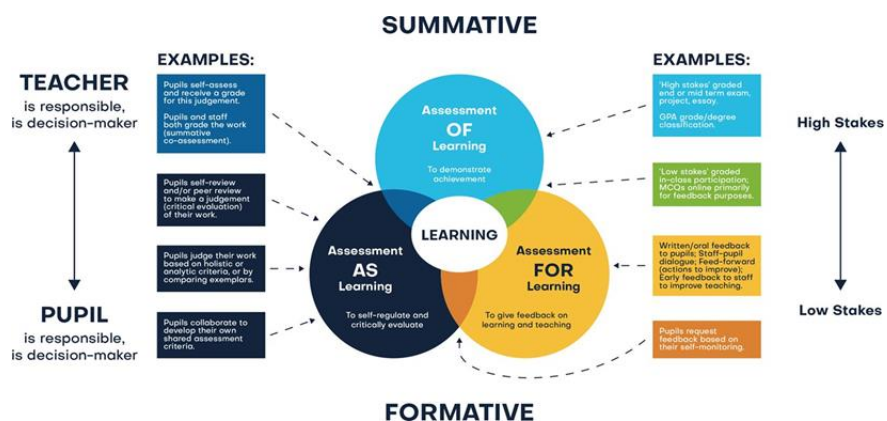 SUMMATIVE
TEACHER
is responsible,
is decision-maker
PUPIL
is responsible,
is decision-maker
EXAMPLES:
Pupils self-assess
and receive a grade
for this judgement.
Pupils and staff
both grade the work
(summative
co-assessment).
Pupils self-review
and/or peer review
to make a judgement
(critical evaluation)
of their work.
Pupils judge their work
based on holistic or
analytic criteria, or by
comparing exemplars.
Pupils collaborate to
develop their own
shared assessment
criteria.
Assessment
OF
Learning
To demonstrate
achievement
LEARNING
Assessment
AS
Learning
To self-regulate and
critically evaluate
Assessment
FOR
Learning
To give feedback on
learning and teaching
EXAMPLES:
'High stakes' graded
end or mid term exam,
project, essay.
GPA grade/degree
classification.
'Low stakes' graded
in-class participation;
MCQs online primarily
for feedback purposes.
Written/oral feedback
to pupils; Staff-pupil
dialogue; Feed-forward
(actions to improve);
Early feedback to staff
to improve teaching.
Pupils request
feedback based on
their self-monitoring.
High Stakes
Low Stakes
FORMATIVE